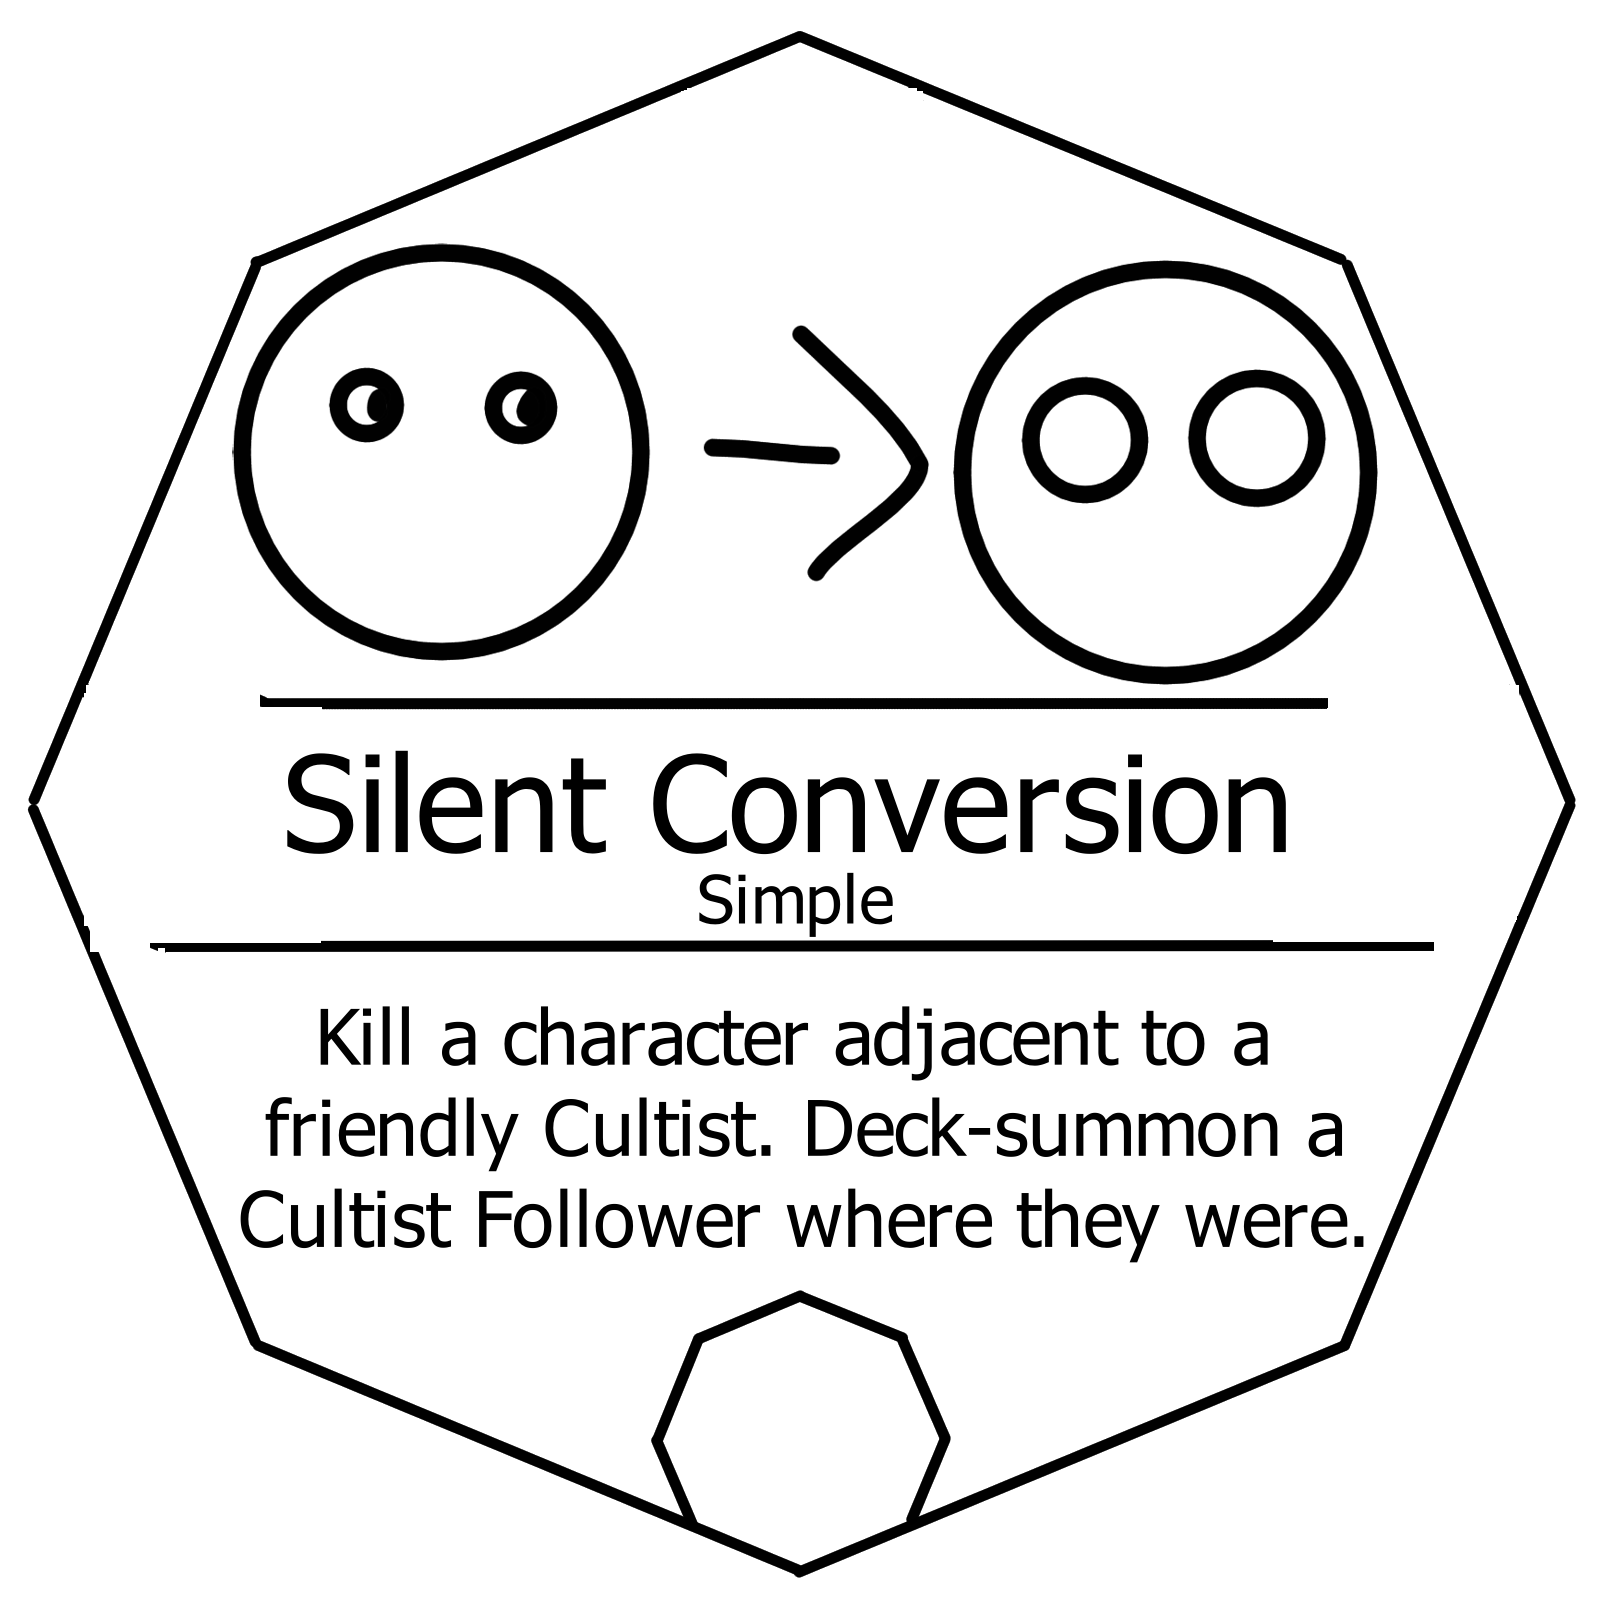 Silent Conversion
Simple
Kill a character adjacent to a
friendly Cultist. Deck-summon a
Cultist Follower where they were.